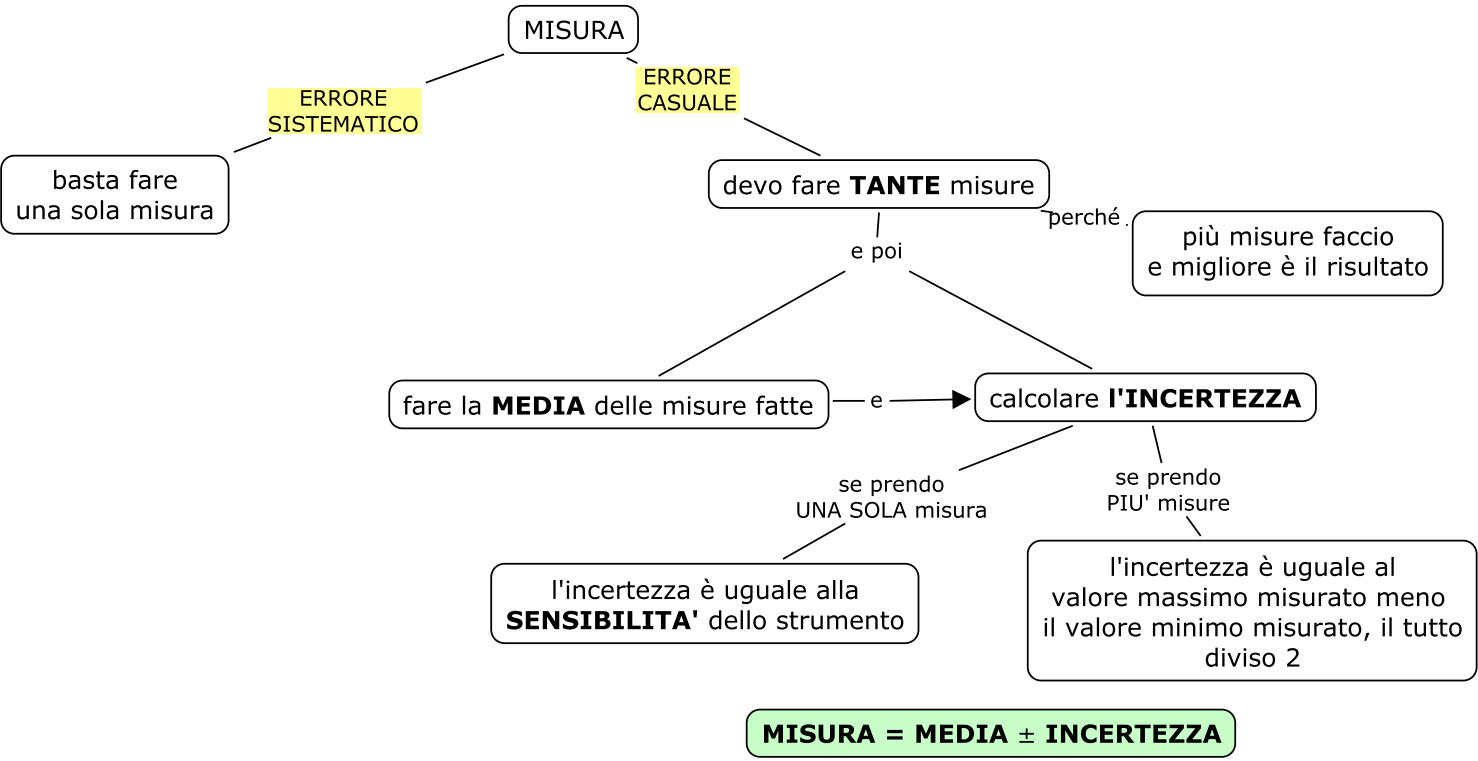 MISURA
ERRORE
SISTEMATICO
ERRORE
CASUALE
basta fare
una sola misura
devo fare TANTE misure
perché
più misure faccio
e migliore è il risultato
e poi
fare la MEDIA delle misure fatte
e
calcolare l'INCERTEZZA
se prendo
UNA SOLA misura
se prendo
PIU' misure
l'incertezza è uguale alla
SENSIBILITA' dello strumento
l'incertezza è uguale al
valore massimo misurato meno
il valore minimo misurato, il tutto
diviso 2
MISURA = MEDIA ± INCERTEZZA